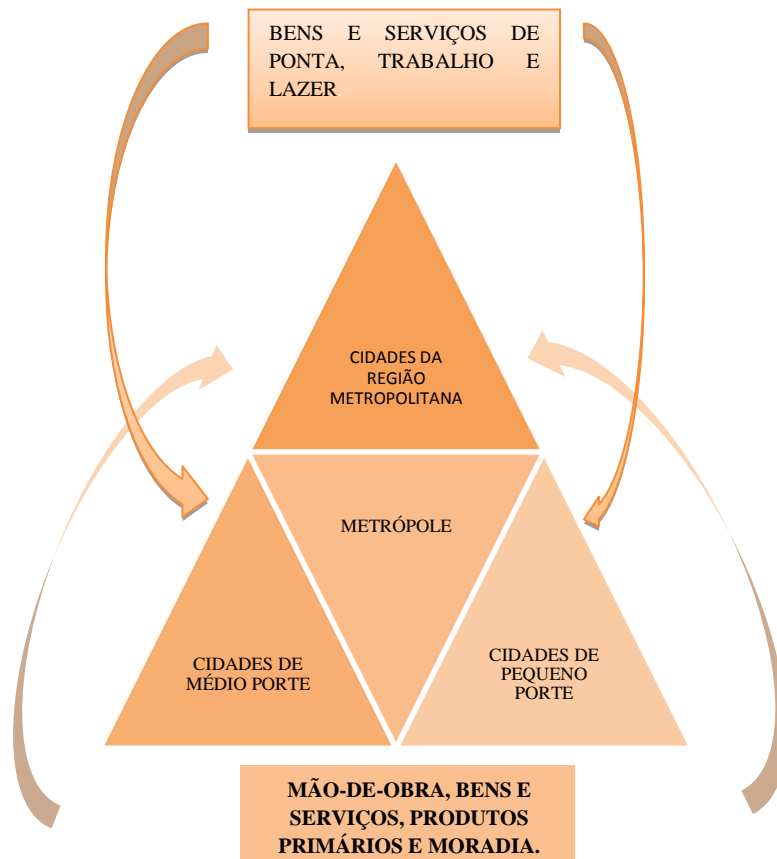 BENS E SERVIÇOS DE
PONTA, TRABALHO E
LAZER.
CIDADES DA
REGIÃO
METROPOLITANA
METRÓPOLE
CIDADES DE
MÉDIO PORTE
CIDADES DE
PEQUENO
PORTE
MÃO-DE-OBRA, BENS E
SERVIÇOS, PRODUTOS
PRIMÁRIOS E MORADIA.